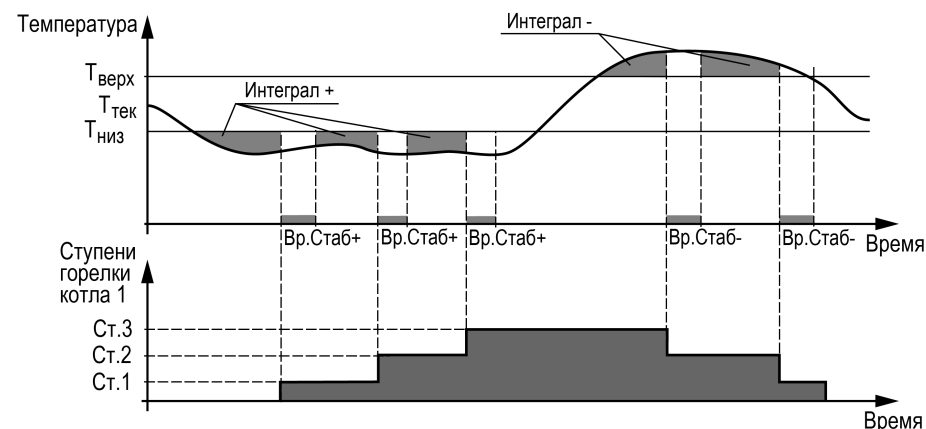 Температура
Интеграл -
Tверх
Интеграл +
Tтек
Tниз
Вр.Стаб+
Вр.Стаб+
Вр.Стаб+
Вр.Стаб-
Вр.Стаб-
Время
Ступени
горелки
котла 1
Ст.3
Ст.2
Ст.1
Время